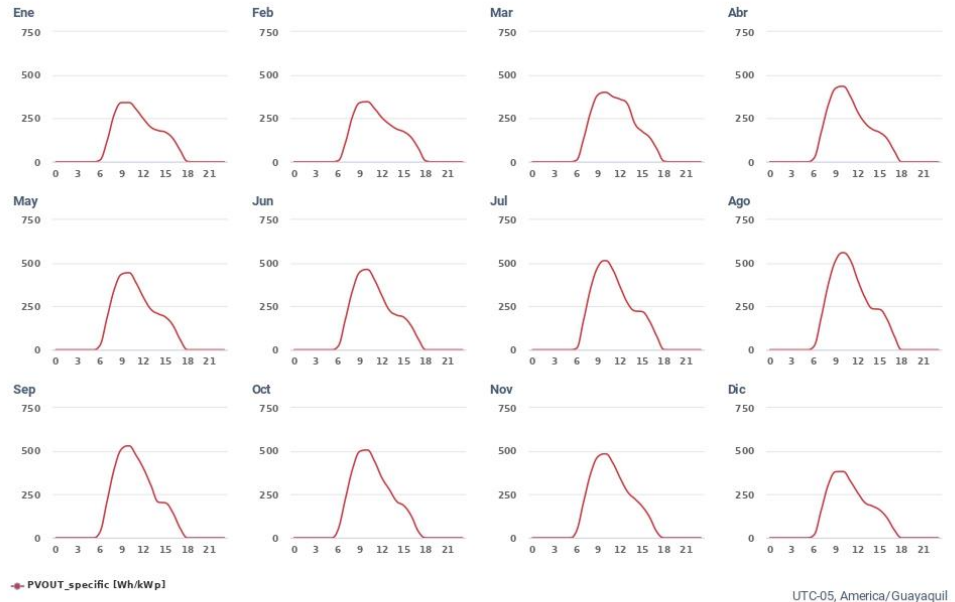 Ene Feb Mar Abr
750 750 750 750
500 500 500 500
250 250 250 250
0 0 0 0
0 3 6 9 12 15 18 21 0 3 6 9 12 15 18 21 0 3 6 9 12 15 18 21 0 3 6 9 12 15 18 21
May Jun Jul Ago
750 750 750 750
500 500 500 500
250 250 250 250
0 0 0 0
0 3 6 9 12 15 18 21 0 3 6 9 12 15 18 21 0 3 6 9 12 15 18 21 0 3 6 9 12 15 18 21
Sep Oct Nov Dic
750 750 750 750
500 500 500 500
250 250 250 250
0 0 0 0
0 3 6 9 12 15 18 21 0 3 6 9 12 15 18 21 0 3 6 9 12 15 18 21 0 3 6 9 12 15 18 21
PVOUT_specific [Wh/kWp]
UTC-05, America/Guayaquil